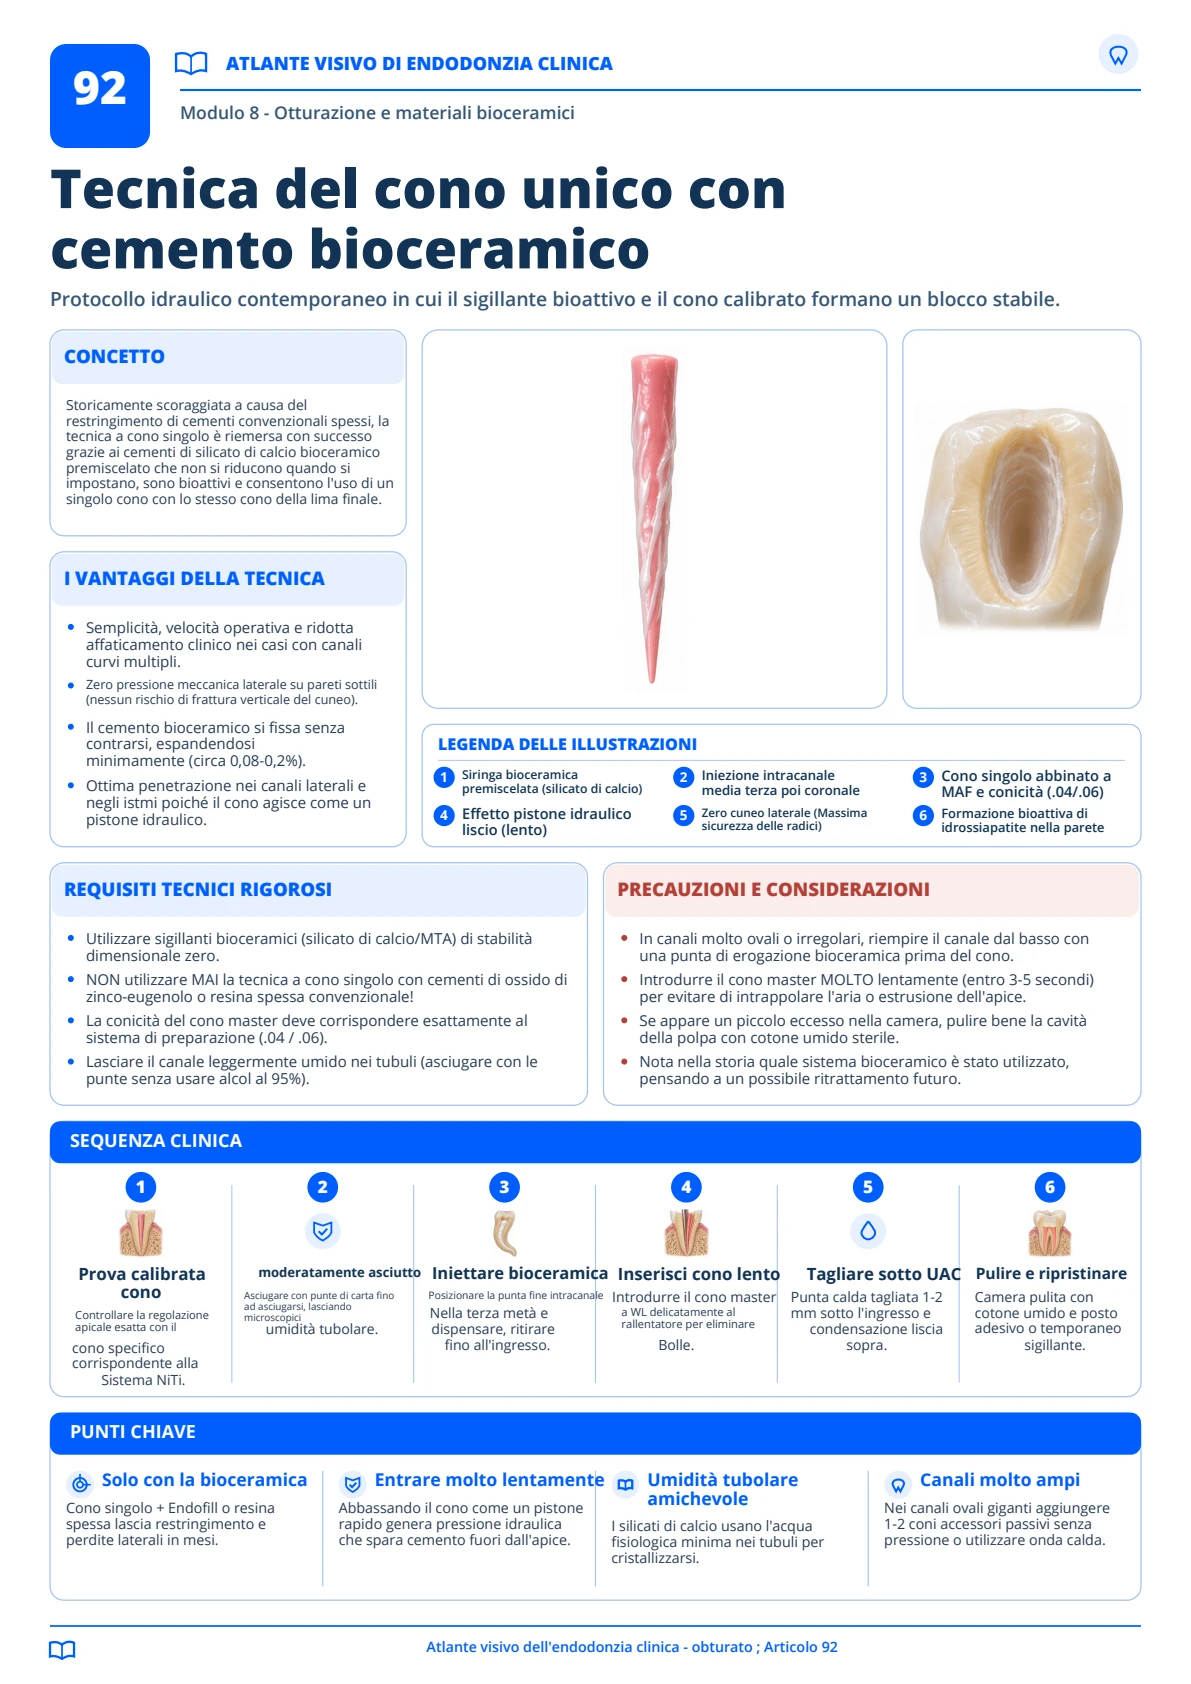 92
ATLANTE VISIVO DI ENDODONZIA CLINICA
Modulo 8 - Otturazione e materiali bioceramici
Tecnica del cono unico con
cemento bioceramico
Protocollo idraulico contemporaneo in cui il sigillante bioattivo e il cono calibrato formano un blocco stabile.
CONCETTO
Storicamente scoraggiata a causa del
restringimento di cementi convenzionali spessi, la
tecnica a cono singolo è riemersa con successo
grazie ai cementi di silicato di calcio bioceramico
premiscelato che non si riducono quando si
impostano, sono bioattivi e consentono l'uso di un
singolo cono con lo stesso cono della lima finale.
I VANTAGGI DELLA TECNICA
• Semplicità, velocità operativa e ridotta
affaticamento clinico nei casi con canali
curvi multipli.
• Zero pressione meccanica laterale su pareti sottili
(nessun rischio di frattura verticale del cuneo).
• Il cemento bioceramico si fissa senza
contrarsi, espandendosi
minimamente (circa 0,08-0,2%).
• Ottima penetrazione nei canali laterali e
negli istmi poiché il cono agisce come un
pistone idraulico.
LEGENDA DELLE ILLUSTRAZIONI
1 Siringa bioceramica
premiscelata (silicato di calcio)
2 Iniezione intracanale
media terza poi coronale
3 Cono singolo abbinato a
MAF e conicità (.04/.06)
4 Effetto pistone idraulico
liscio (lento)
5 Zero cuneo laterale (Massima
sicurezza delle radici)
6 Formazione bioattiva di
idrossiapatite nella parete
REQUISITI TECNICI RIGOROSI
• Utilizzare sigillanti bioceramici (silicato di calcio/MTA) di stabilità
dimensionale zero.
• NON utilizzare MAI la tecnica a cono singolo con cementi di ossido di
zinco-eugenolo o resina spessa convenzionale!
• La conicità del cono master deve corrispondere esattamente al
sistema di preparazione (.04 / .06).
• Lasciare il canale leggermente umido nei tubuli (asciugare con le
punte senza usare alcol al 95%).
PRECAUZIONI E CONSIDERAZIONI
• In canali molto ovali o irregolari, riempire il canale dal basso con
una punta di erogazione bioceramica prima del cono.
• Introdurre il cono master MOLTO lentamente (entro 3-5 secondi)
per evitare di intrappolare l'aria o estrusione dell'apice.
• Se appare un piccolo eccesso nella camera, pulire bene la cavità
della polpa con cotone umido sterile.
• Nota nella storia quale sistema bioceramico è stato utilizzato,
pensando a un possibile ritrattamento futuro.
SEQUENZA CLINICA
1
Prova calibrata
cono
Controllare la regolazione
apicale esatta con il
cono specifico
corrispondente alla
Sistema NiTi.
2
moderatamente asciutto
Asciugare con punte di carta fino
ad asciugarsi, lasciando
microscopici
umidità tubolare.
3
Iniettare bioceramica
Posizionare la punta fine intracanale
Nella terza metà e
dispensare, ritirare
fino all'ingresso.
4
Inserisci cono lento
Introdurre il cono master
a WL delicatamente al
rallentatore per eliminare
Bolle.
5
Tagliare sotto UAC
Punta calda tagliata 1-2
mm sotto l'ingresso e
condensazione liscia
sopra.
6
Pulire e ripristinare
Camera pulita con
cotone umido e posto
adesivo o temporaneo
sigillante.
PUNTI CHIAVE
Solo con la bioceramica
Cono singolo + Endofill o resina
spessa lascia restringimento e
perdite laterali in mesi.
Entrare molto lentamente
Abbassando il cono come un pistone
rapido genera pressione idraulica
che spara cemento fuori dall'apice.
Umidità tubolare
amichevole
I silicati di calcio usano l'acqua
fisiologica minima nei tubuli per
cristallizzarsi.
Canali molto ampi
Nei canali ovali giganti aggiungere
1-2 coni accessori passivi senza
pressione o utilizzare onda calda.
Atlante visivo dell'endodonzia clinica - obturato ; Articolo 92